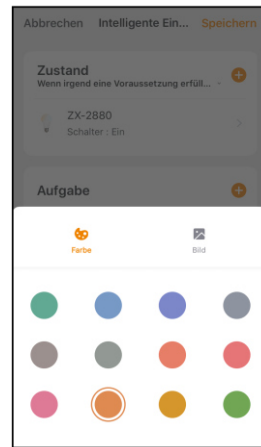 Abbrechen Intelligente Ein... Speichern
Zustand
Wenn irgend eine Voraussetzung erfüll...
ZX-2880
Schalter : Ein
Aufgabe
Farbe Bild